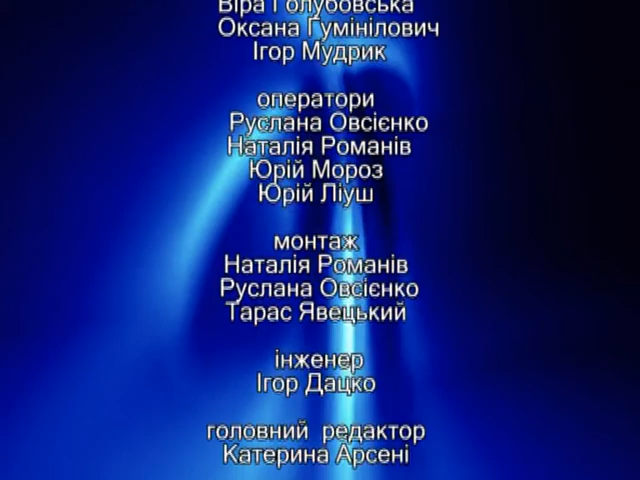 Віра Голубовська
Оксана Гумінілович
Ігор Мудрик
оператори
Руслана Овсієнко
Наталія Романів
Юрій Мороз
Юрій Ліуш
монтаж
Наталія Романів
Руслана Овсієнко
Тарас Явецький
інженер
Ігор Дацко
головний редактор
Катерина Арсені